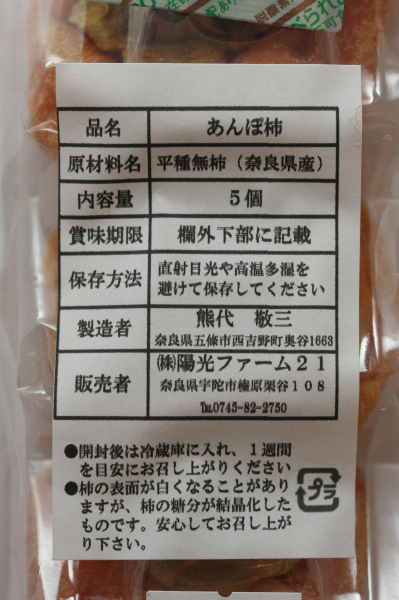 品名 あんぽ柿
原材料名 平種無柿（奈良県産）
内容量 5個
賞味期限 欄外下部に記載
保存方法 直射日光や高温多湿を
避けて保存してください
製造者 熊代 敬三
奈良県五條市西吉野町奥谷1663
販売者 ㈱陽光ファーム21
奈良県宇陀市榛原栗谷108
℡0745-82-2750
●開封後は冷蔵庫に入れ、1週間
を目安にお召し上がりください
●柿の表面が白くなることがあり
ますが、柿の糖分が結晶化した
ものです。安心してお召し上が
り下さい。
プラ